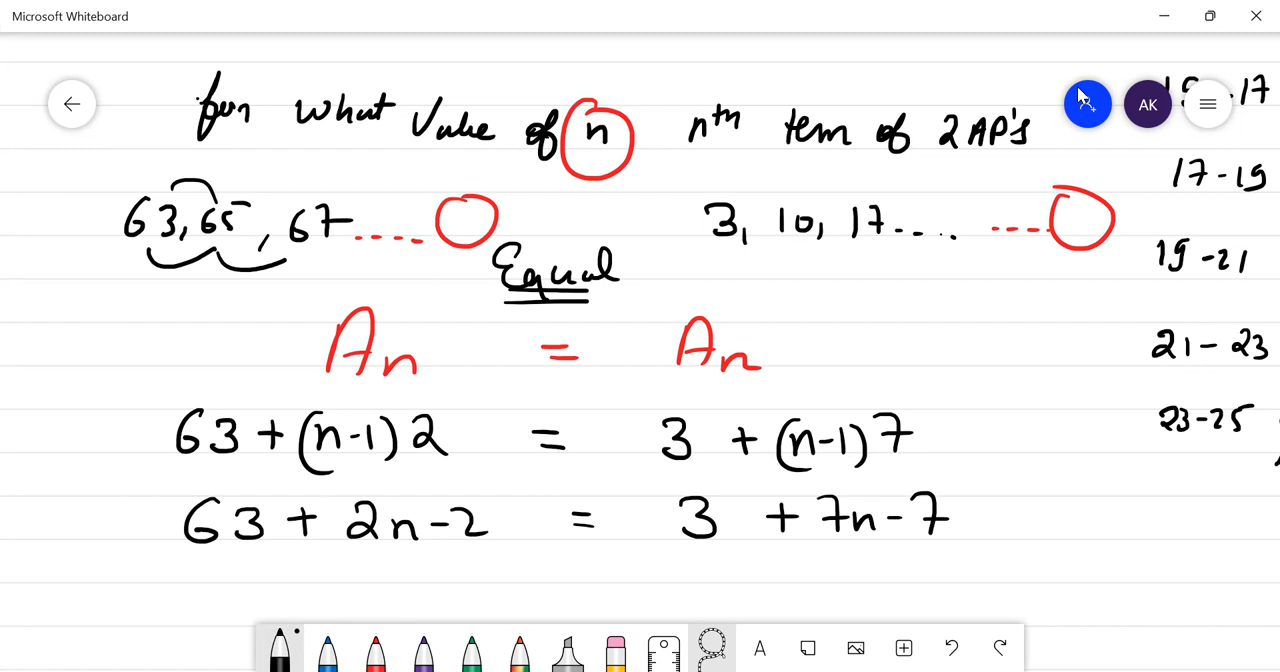 Microsoft Whiteboard
for what Value of n nth term of 2 AP's
63, 65, 67 ..... 3, 10, 17.... ....
Equal
An = An
63 + (n-1)2 = 3 + (n-1)7
63 + 2n-2 = 3 + 7n-7
AK
17
17-19
19-21
21-23
23-25
A